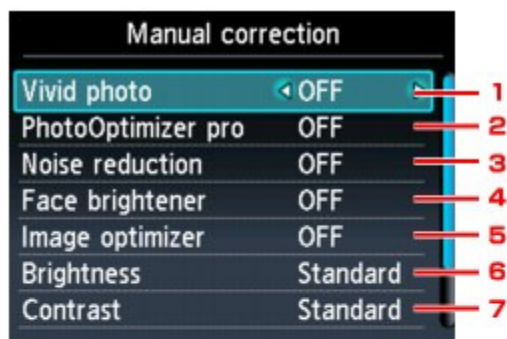 Manual correction
Vivid photo OFF 1
PhotoOptimizer pro OFF 2
Noise reduction OFF 3
Face brightener OFF 4
Image optimizer OFF 5
Brightness Standard 6
Contrast Standard 7